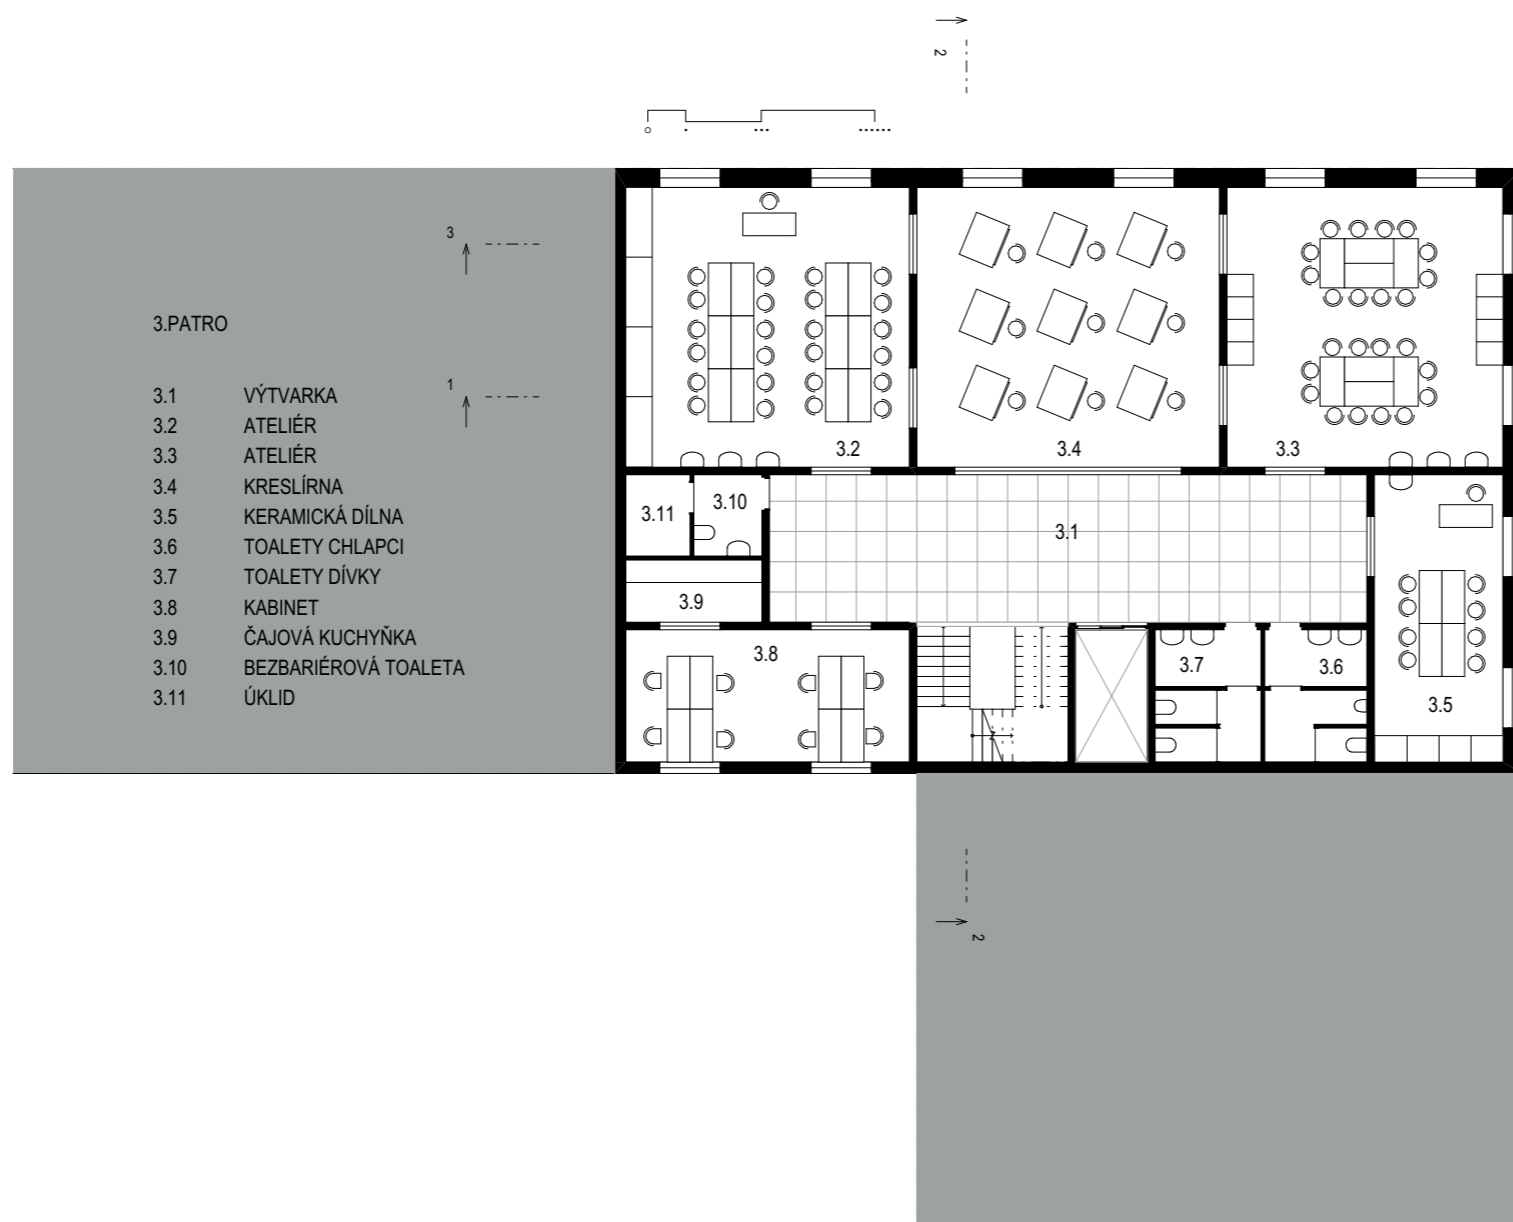 2
3
3.PATRO
1
3.1 VÝTVARKA
3.2 ATELIÉR
3.3 ATELIÉR
3.4 KRESLÍRNA
3.5 KERAMICKÁ DÍLNA
3.6 TOALETY CHLAPCI
3.7 TOALETY DÍVKY
3.8 KABINET
3.9 ČAJOVÁ KUCHYŇKA
3.10 BEZBARIÉROVÁ TOALETA
3.11 ÚKLID
3.2
3.4
3.3
3.11
3.10
3.1
3.9
3.8
3.7
3.6
3.5
2